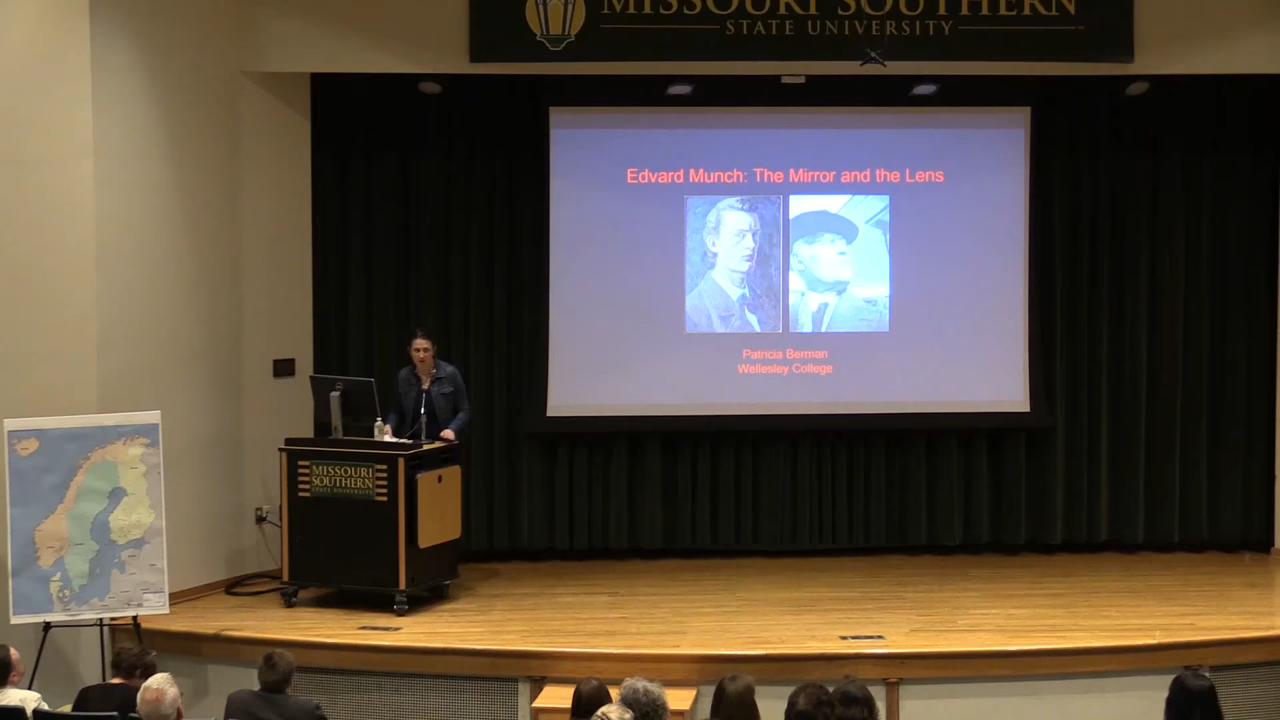 MISSOURI SOUTHERN
STATE UNIVERSITY
Edvard Munch: The Mirror and the Lens
Patricia Berman
Wellesley College
MISSOURI
SOUTHERN
STATE UNIVERSITY